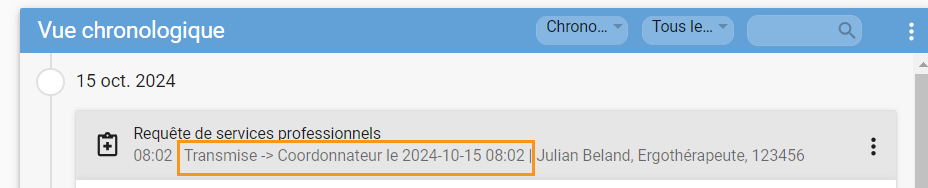 Vue chronologique
Chrono...
Tous le...
15 oct. 2024
Requête de services professionnels
08:02 Transmise -> Coordonnateur le 2024-10-15 08:02 | Julian Beland, Ergothérapeute, 123456